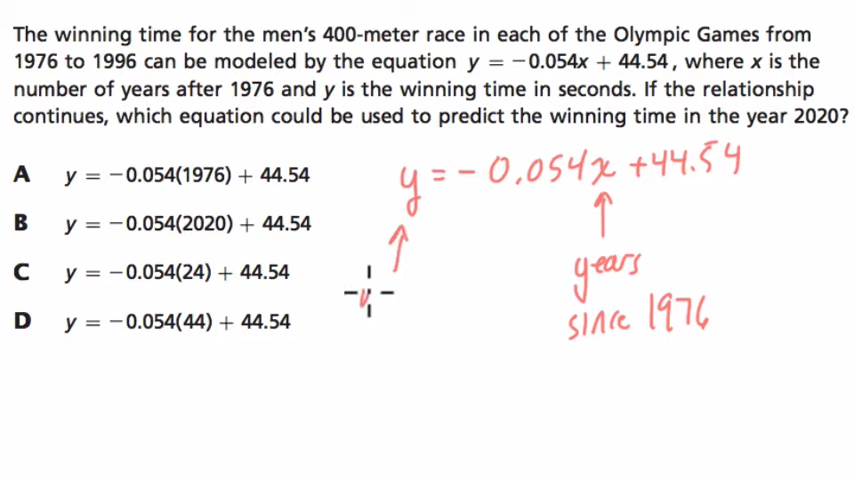 The winning time for the men's 400-meter race in each of the Olympic Games from
1976 to 1996 can be modeled by the equation y = −0.054x + 44.54, where x is the
number of years after 1976 and y is the winning time in seconds. If the relationship
continues, which equation could be used to predict the winning time in the year 2020?
A y = −0.054(1976) + 44.54
B y = −0.054(2020) + 44.54
C y = −0.054(24) + 44.54
D y = −0.054(44) + 44.54
y = − 0.054x + 44.54
years
since 1976